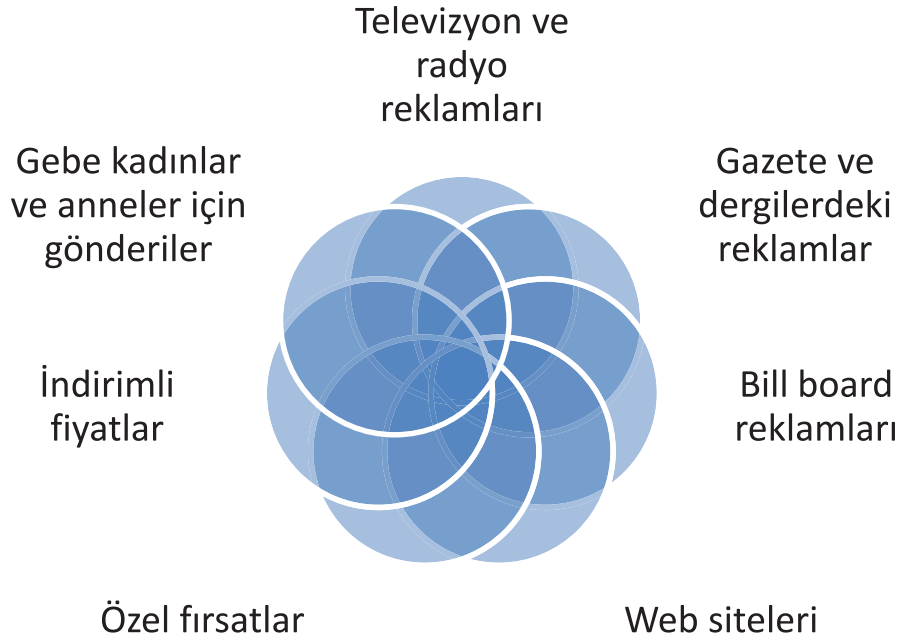 Televizyon ve
radyo
reklamları
Gazete ve
dergilerdeki
reklamlar
Bill board
reklamları
Web siteleri
Özel fırsatlar
İndirimli
fiyatlar
Gebe kadınlar
ve anneler için
gönderiler